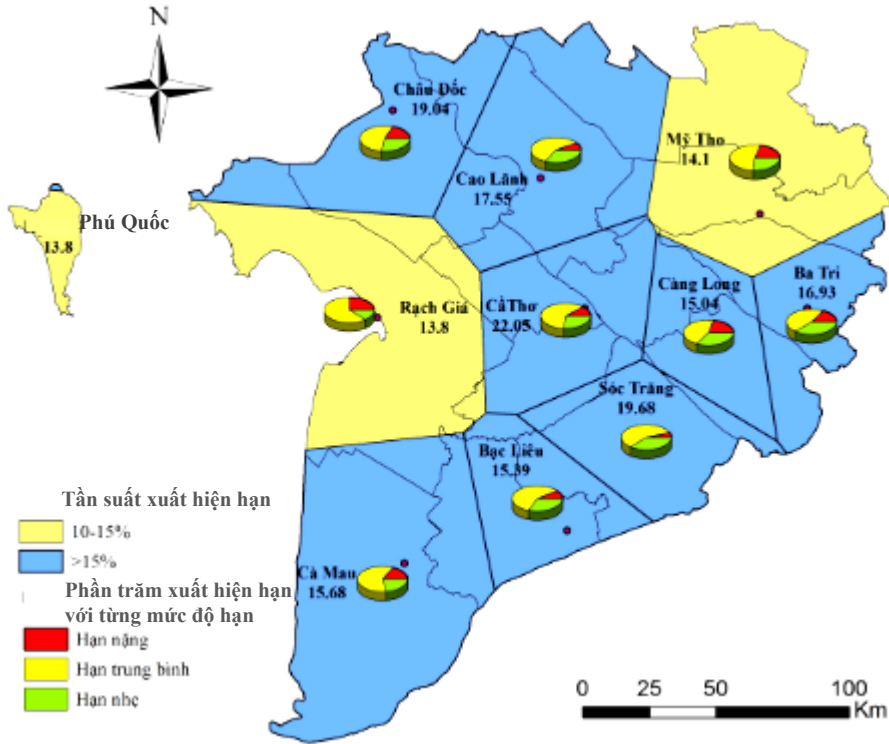 N
Châu Đốc
19.04
Cao Lãnh
17.55
Mỹ Tho
14.1
Phú Quốc
13.8
Rạch Giá
13.8
CầThơ
22.05
Càng Long
15.04
Ba Tri
16.93
Sóc Trăng
19.68
Bạc Liêu
15.39
Cà Mau
15.68
Tần suất xuất hiện hạn
10-15%
>15%
Phần trăm xuất hiện hạn
với từng mức độ hạn
Hạn nặng
Hạn trung bình
Hạn nhẹ
0 25 50 100
Km